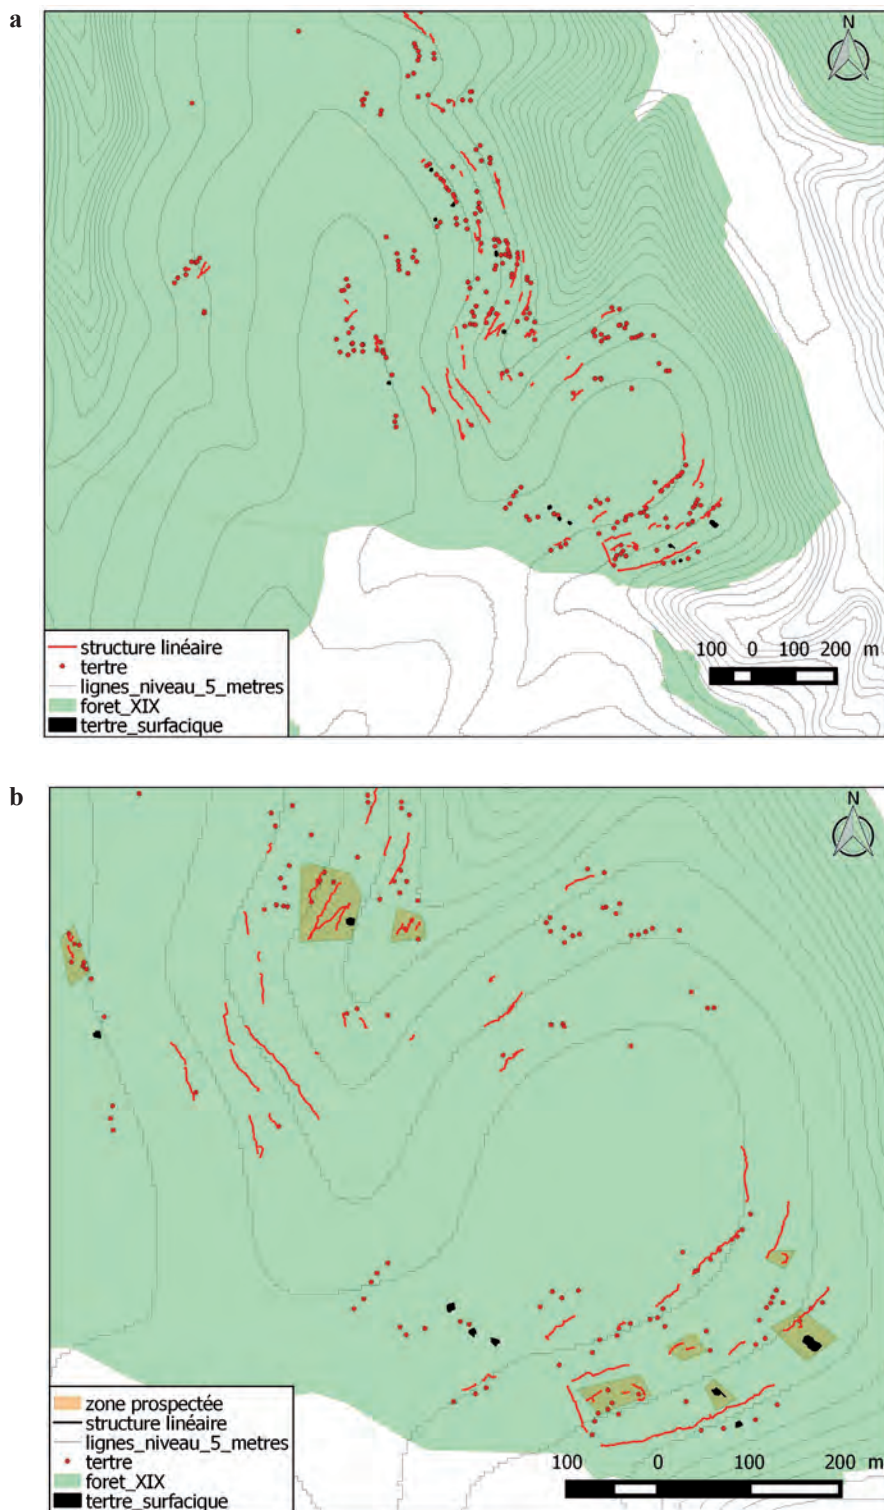 a
N
structure linéaire
tertre
lignes_niveau_5_metres
foret_XIX
tertre_surfacique
100 0 100 200 m
b
N
zone prospectée
structure linéaire
lignes_niveau_5_metres
tertre
foret_XIX
tertre_surfacique
100 0 100 200 m